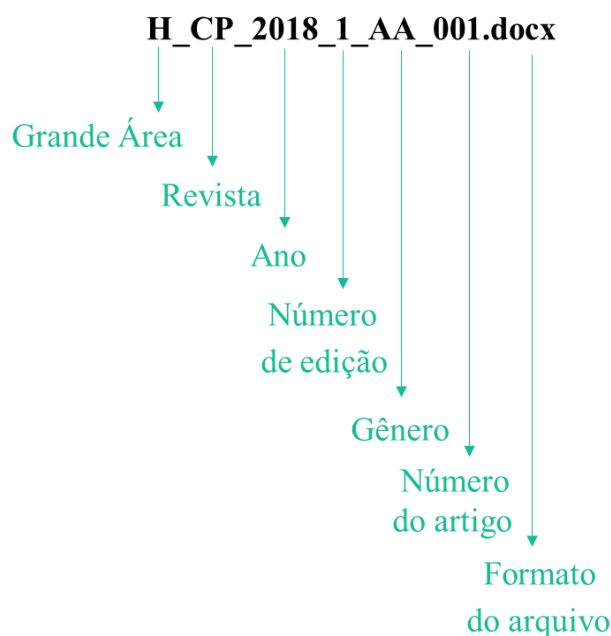 H_CP_2018_1_AA_001.docx
Grande Área
Revista
Ano
Número
de edição
Gênero
Número
do artigo
Formato
do arquivo